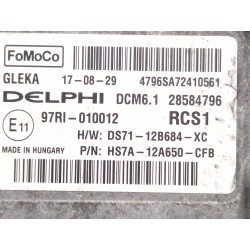 FoMoCo
GLEKA 17-08-29 4796SA72410561
DELPHI DCM6.1 28584796
E11 97RI-010012 RCS1
H/W: DS71-12B684-XC
MADE IN HUNGARY P/N: HS7A-12A650-CFB